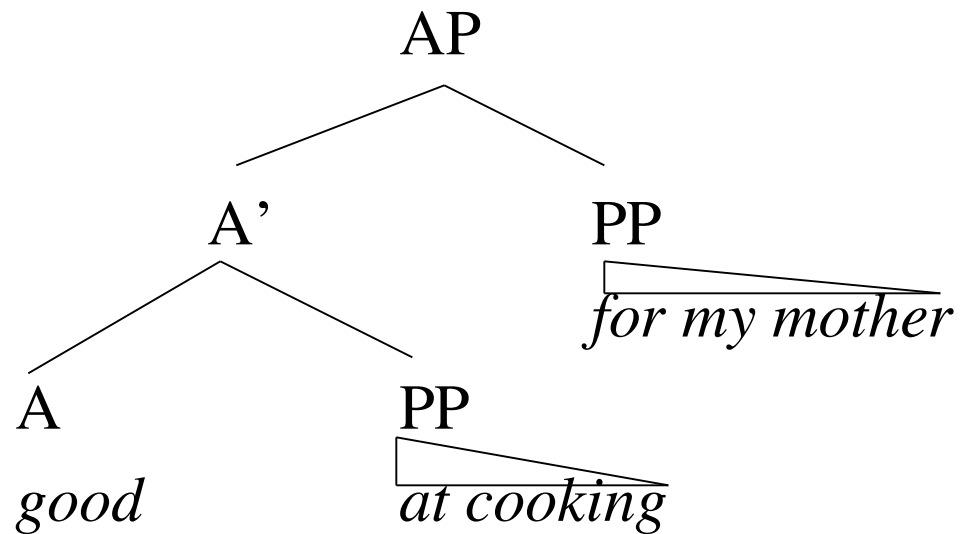 AP
A’ PP
for my mother
A PP
good at cooking